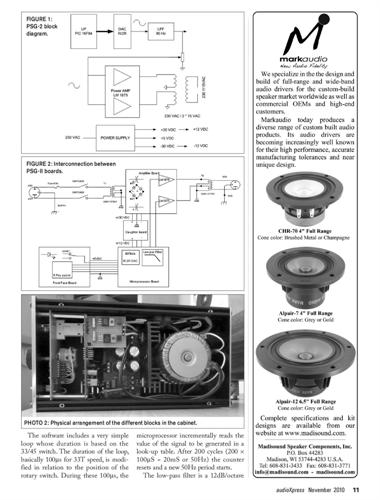 FIGURE 1:
PSG-2 block
diagram.
UP
PIC 16F84
DAC
R/2R
LPF
80 Hz
Power AMP
LM 1875
230 VAC / 2 * 15 VAC
230 VAC
POWER SUPPLY
+30 VDC
+12 VDC
+5 VDC
-30 VDC
-12 VDC
FIGURE 2: Interconnection between
PSG-II boards.
Amplifier Board
Front Face Board
Microprocessor Board
PHOTO 2: Physical arrangement of the different blocks in the cabinet.
The software includes a very simple
loop whose duration is based on the
33/45 switch. The duration of the loop,
basically 100µs for 33T speed, is modi-
fied in relation to the position of the
rotary switch. During these 100µs, the
microprocessor incrementally reads the
value of the signal to be generated in a
look-up table. After 200 cycles (200 ×
100µS = 20mS or 50Hz) the counter
resets and a new 50Hz period starts.
The low-pass filter is a 12dB/octave
markaudio
New Audio Fidelity
We specialize in the the design and
build of full-range and wide-band
audio drivers for the custom-build
speaker market worldwide as well as
commercial OEMs and high-end
customers.
Markaudio today produces a
diverse range of custom built audio
products. Its audio drivers are
becoming increasingly well known
for their high performance, accurate
manufacturing tolerances and near
unique design.
CHR-70 4" Full Range
Cone color: Brushed Metal or Champagne
Alpair-7 4" Full Range
Cone color: Grey or Gold
Alpair-12 6.5" Full Range
Cone color: Grey or Gold
Complete specifications and kit
designs are available from our
website at www.madisound.com.
Madisound Speaker Components, Inc.
P.O. Box 44283
Madison, WI 53744-4283 U.S.A.
Tel: 608-831-3433 Fax: 608-831-3771
info@madisound.com - madisound.com
audioXpress November 2010 11